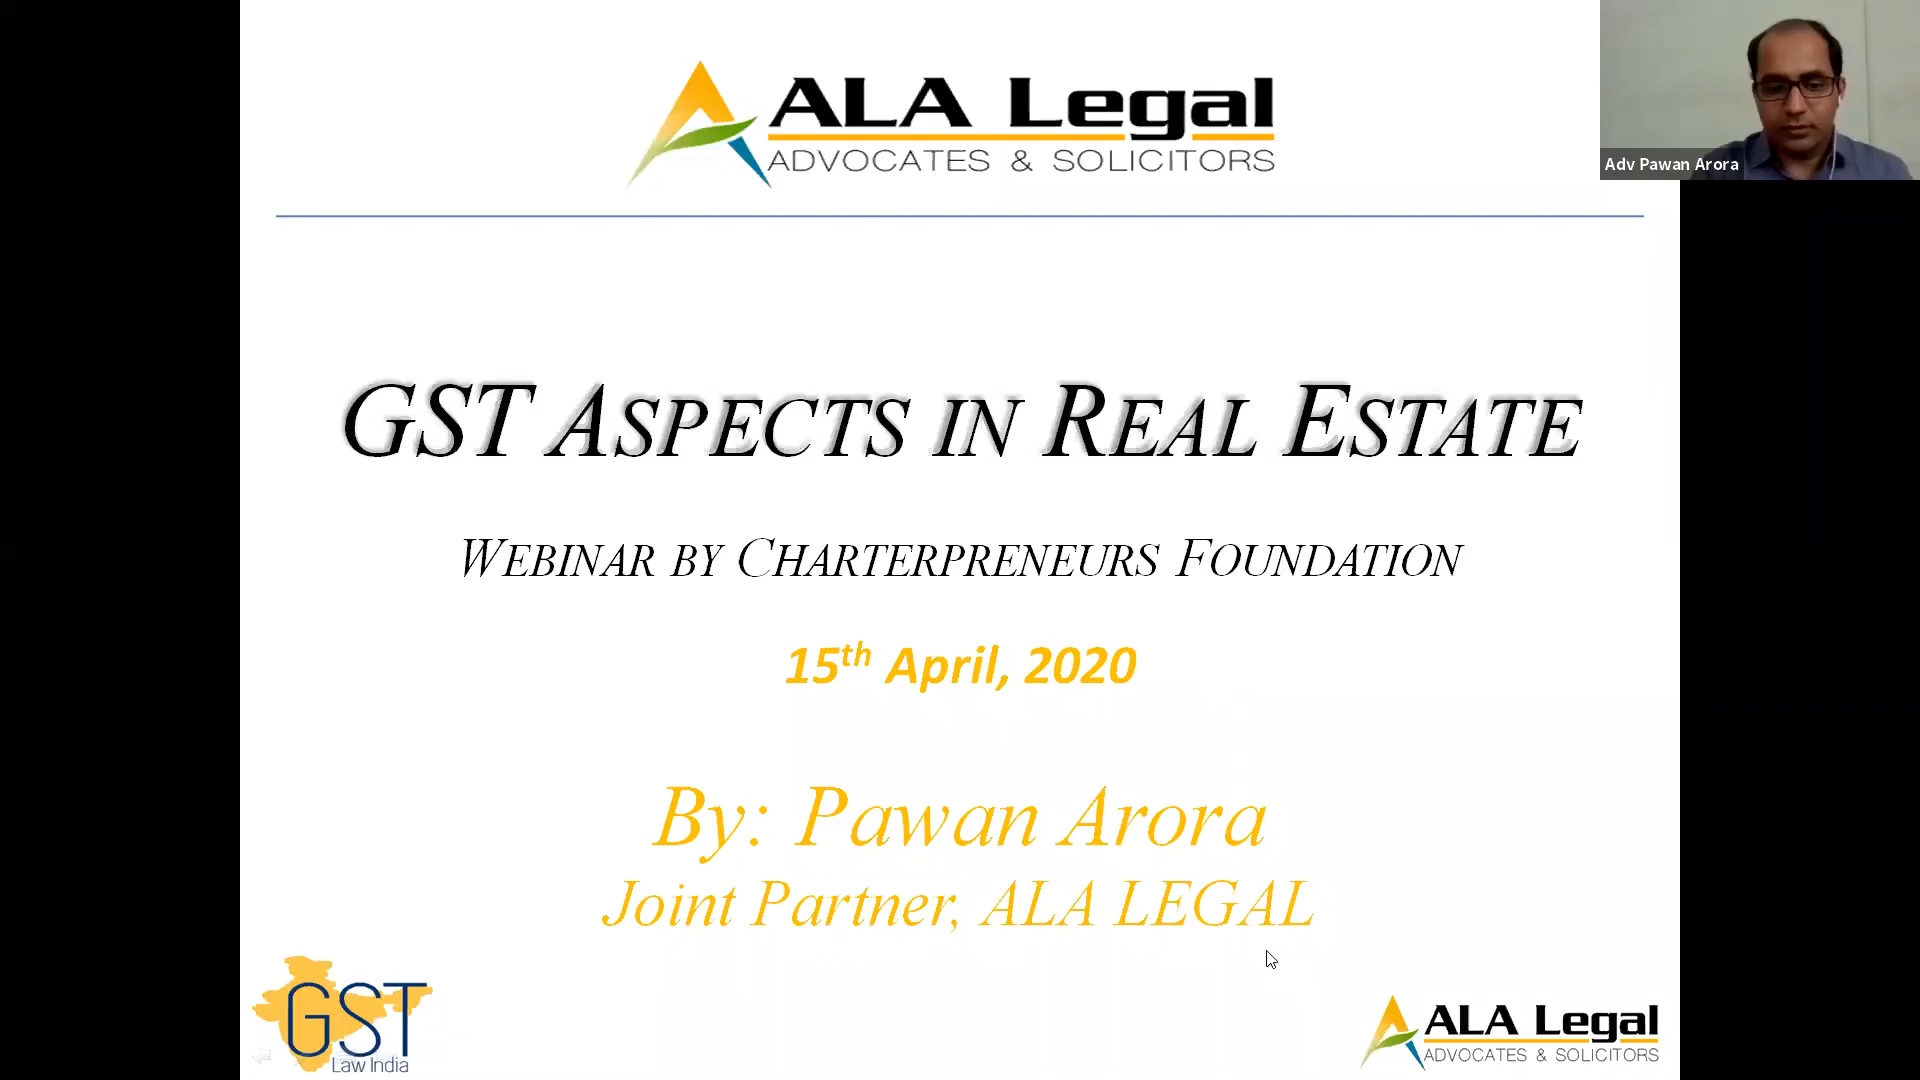 ALA Legal
ADVOCATES & SOLICITORS
Adv Pawan Arora
GST ASPECTS IN REAL ESTATE
WEBINAR BY CHARTERPRENEURS FOUNDATION
15th April, 2020
By: Pawan Arora
Joint Partner, ALA LEGAL
GST
Law India
ALA Legal
ADVOCATES & SOLICITORS